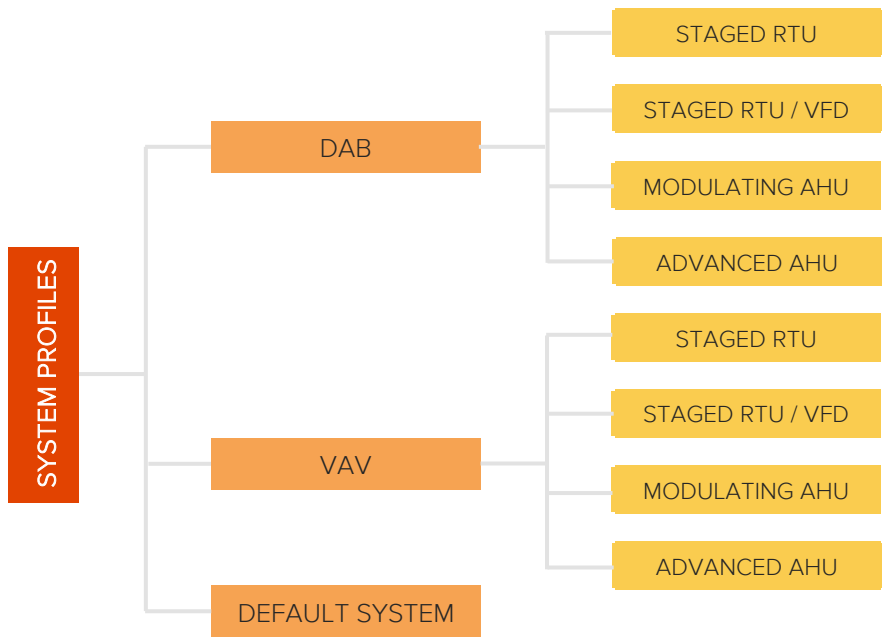 SYSTEM PROFILES
DAB
STAGED RTU
STAGED RTU / VFD
MODULATING AHU
ADVANCED AHU
VAV
STAGED RTU
STAGED RTU / VFD
MODULATING AHU
ADVANCED AHU
DEFAULT SYSTEM